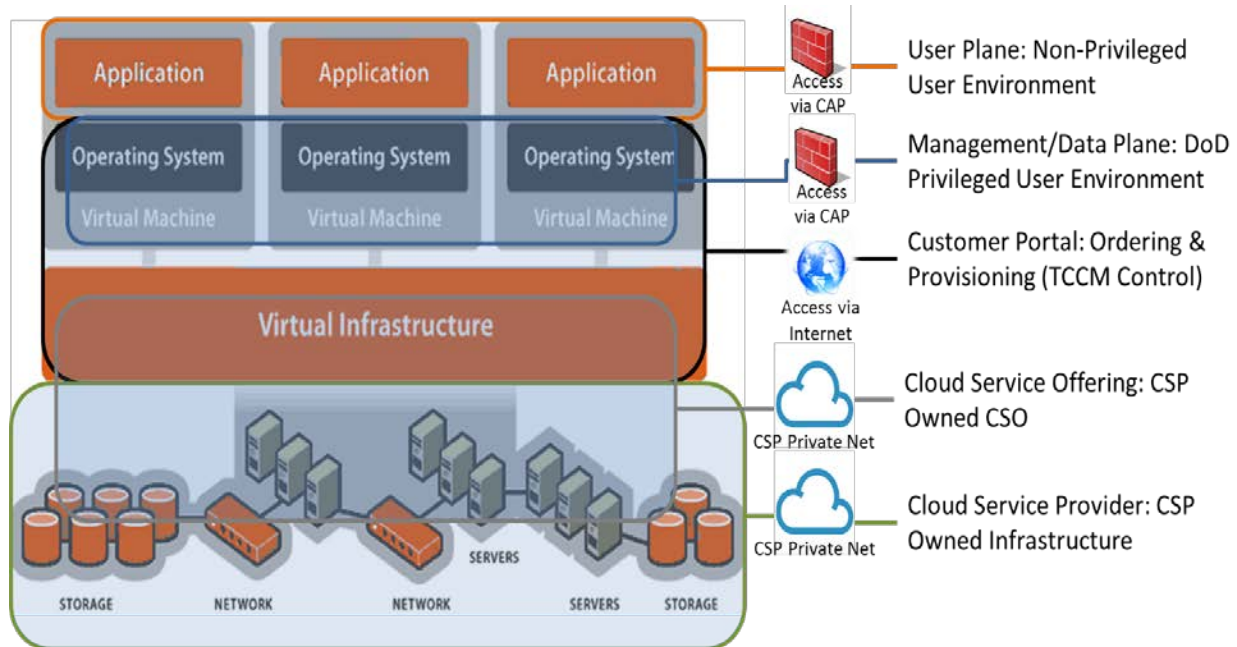 Application
Application
Application
Operating System
Operating System
Operating System
Virtual Machine
Virtual Machine
Virtual Machine
Virtual Infrastructure
SERVERS
STORAGE
NETWORK
NETWORK
SERVERS
STORAGE
Access
via CAP
User Plane: Non-Privileged
User Environment
Access
via CAP
Management/Data Plane: DoD
Privileged User Environment
Access via
Internet
Customer Portal: Ordering &
Provisioning (TCCM Control)
CSP Private Net
Cloud Service Offering: CSP
Owned CSO
CSP Private Net
Cloud Service Provider: CSP
Owned Infrastructure